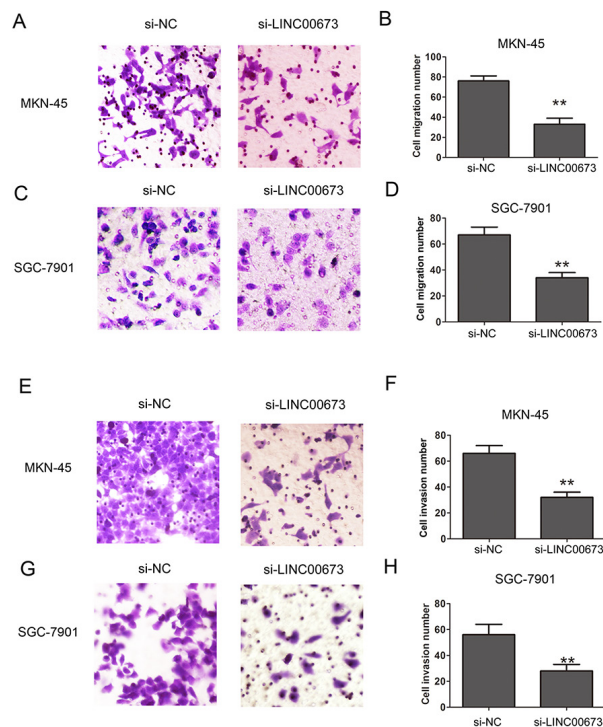 A
si-NC
si-LINC00673
MKN-45
B
MKN-45
Cell migration number
100
80
60
40
20
0
**
si-NC
si-LINC00673
C
si-NC
si-LINC00673
SGC-7901
D
SGC-7901
Cell migration number
80
60
40
20
0
**
si-NC
si-LINC00673
E
si-NC
si-LINC00673
MKN-45
F
MKN-45
Cell invasion number
80
60
40
20
0
**
si-NC
si-LINC00673
G
si-NC
si-LINC00673
SGC-7901
H
SGC-7901
Cell invasion number
80
60
40
20
0
**
si-NC
si-LINC00673